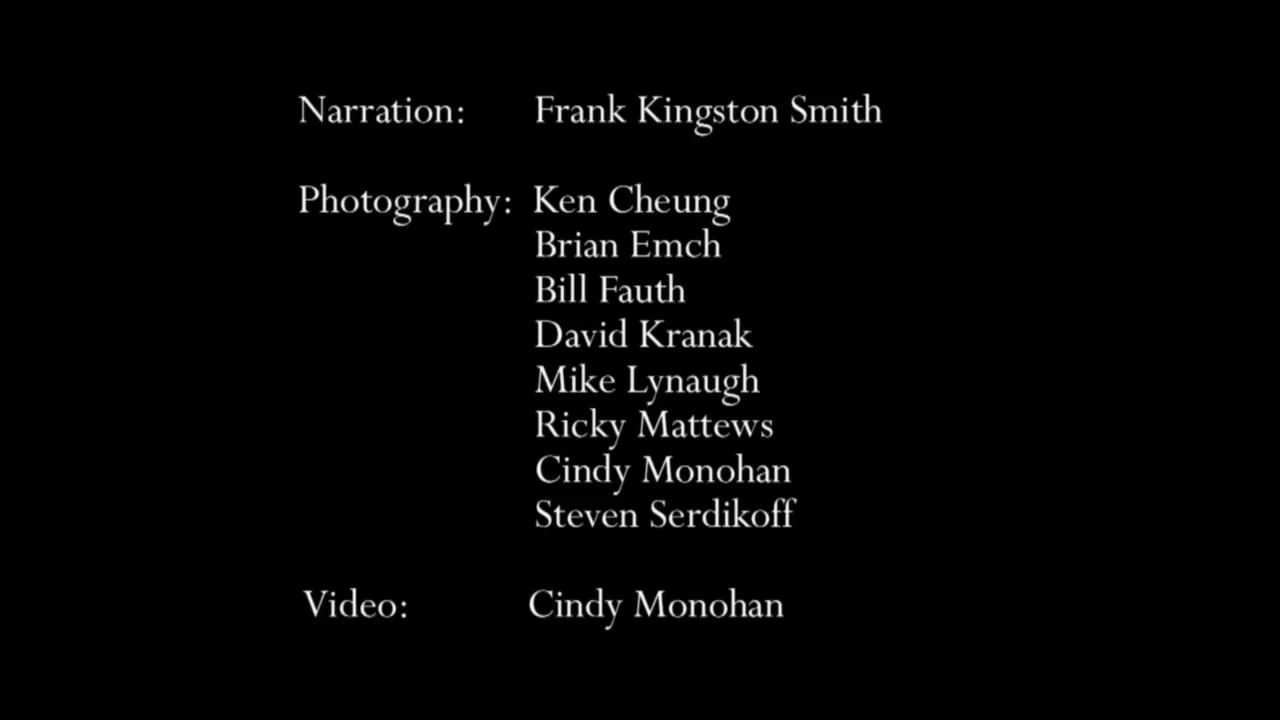 Narration: Frank Kingston Smith
Photography: Ken Cheung
Brian Emch
Bill Fauth
David Kranak
Mike Lynaugh
Ricky Mattews
Cindy Monohan
Steven Serdikoff
Video: Cindy Monohan